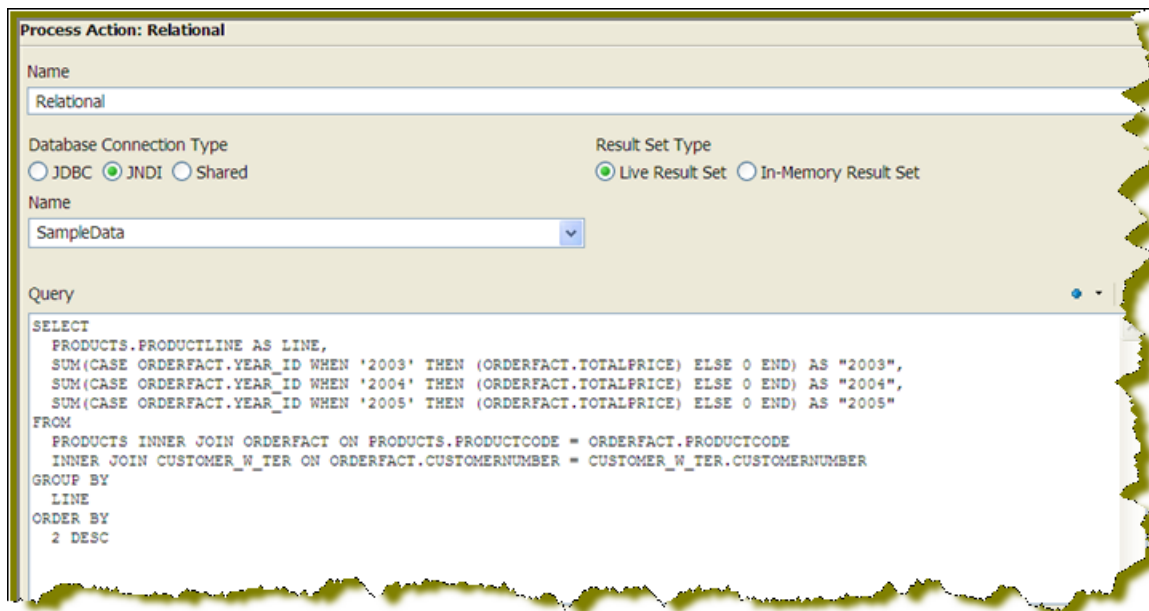 Process Action: Relational
Name
Relational
Database Connection Type
Result Set Type
JDBC JNDI Shared
Live Result Set In-Memory Result Set
Name
SampleData
Query
SELECT
PRODUCTS.PRODUCTLINE AS LINE,
SUM(CASE ORDERFACT.YEAR_ID WHEN '2003' THEN (ORDERFACT.TOTALPRICE) ELSE 0 END) AS "2003",
SUM(CASE ORDERFACT.YEAR_ID WHEN '2004' THEN (ORDERFACT.TOTALPRICE) ELSE 0 END) AS "2004",
SUM(CASE ORDERFACT.YEAR_ID WHEN '2005' THEN (ORDERFACT.TOTALPRICE) ELSE 0 END) AS "2005"
FROM
PRODUCTS INNER JOIN ORDERFACT ON PRODUCTS.PRODUCTCODE = ORDERFACT.PRODUCTCODE
INNER JOIN CUSTOMER_W_TER ON ORDERFACT.CUSTOMERNUMBER = CUSTOMER_W_TER.CUSTOMERNUMBER
GROUP BY
LINE
ORDER BY
2 DESC